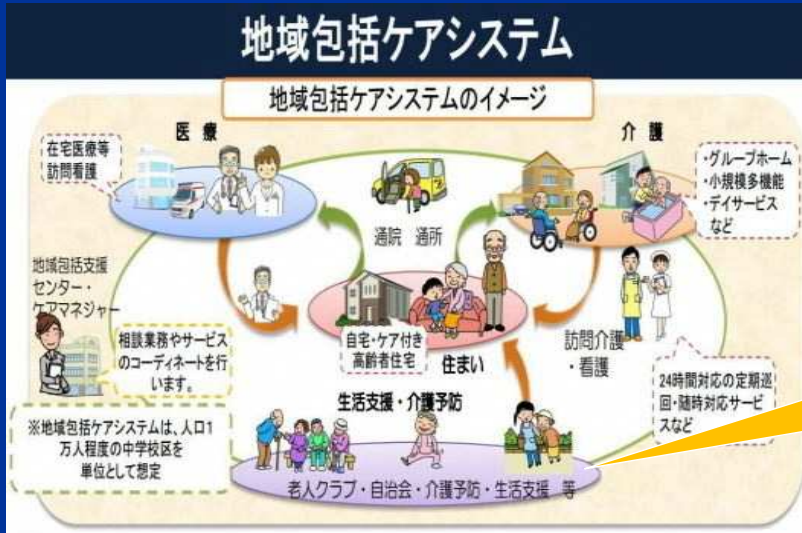 地域包括ケアシステム
地域包括ケアシステムのイメージ
医療
介護
在宅医療等
訪問看護
・グループホーム
・小規模多機能
・デイサービス
など
通院 通所
地域包括支援
センター・
ケアマネジャー
相談業務やサービス
のコーディネートを行
います。
自宅・ケア付き
高齢者住宅
住まい
訪問介護
・看護
24時間対応の定期巡
回・随時対応サービ
スなど
※地域包括ケアシステムは、人口1
万人程度の中学校区を
単位として想定
生活支援・介護予防
老人クラブ・自治会・介護予防・生活支援 等